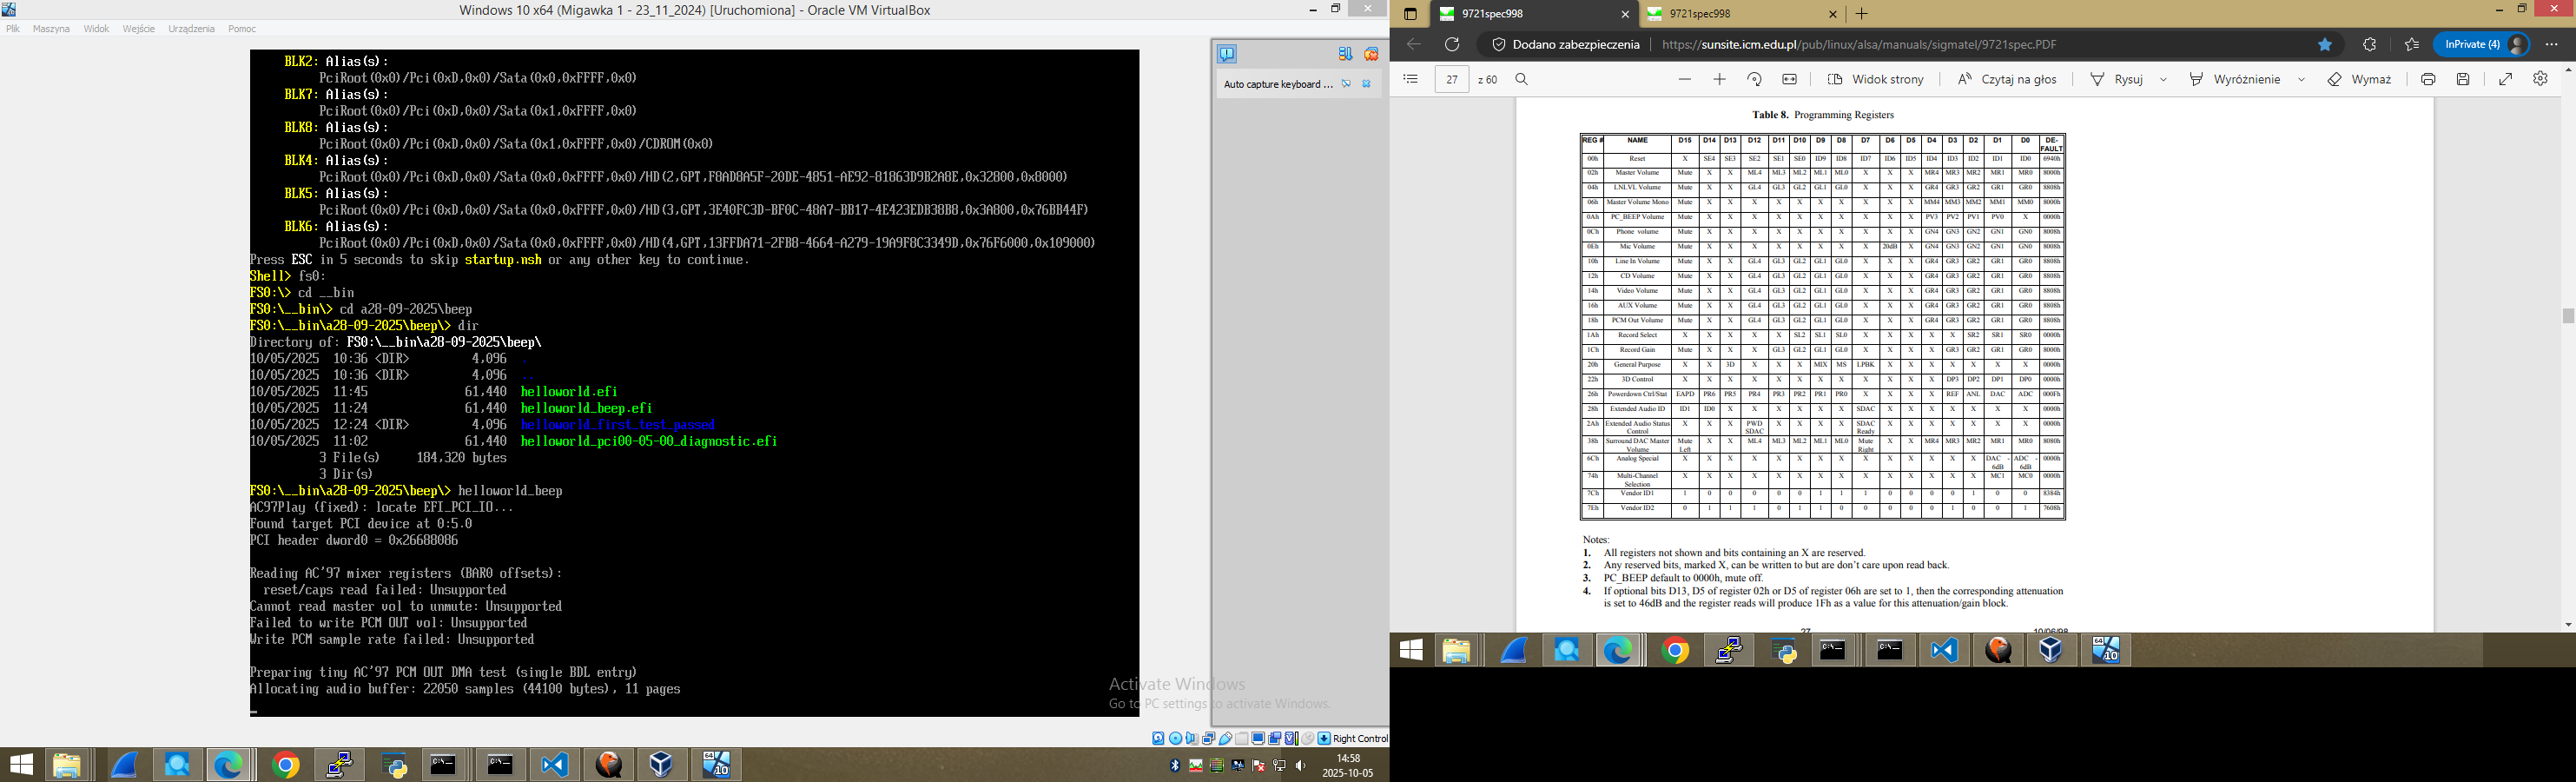 Windows 10 x64 (Migawka 1 - 23_11_2024) [Uruchomiona] - Oracle VM VirtualBox
Plik Maszyna Widok Wejście Urządzenia Pomoc
BLK2: Alias(s):
PciRoot(0x0)/Pci(0xD,0x0)/Sata(0x0,0xFFFF,0x0)
BLK7: Alias(s):
PciRoot(0x0)/Pci(0xD,0x0)/Sata(0x1,0xFFFF,0x0)
BLK8: Alias(s):
PciRoot(0x0)/Pci(0xD,0x0)/Sata(0x1,0xFFFF,0x0)/CDROM(0x0)
BLK4: Alias(s):
PciRoot(0x0)/Pci(0xD,0x0)/Sata(0x0,0xFFFF,0x0)/HD(2,GPT,F8AD8A5F-20DE-4851-AE92-81863D9B2A8E,0x32800,0x8000)
BLK5: Alias(s):
PciRoot(0x0)/Pci(0xD,0x0)/Sata(0x0,0xFFFF,0x0)/HD(3,GPT,3E40FC3D-BF0C-48A7-BB17-4E423EDB38B8,0x3A800,0x76BB44F)
BLK6: Alias(s):
PciRoot(0x0)/Pci(0xD,0x0)/Sata(0x0,0xFFFF,0x0)/HD(4,GPT,13FFDA71-2FB8-4664-A279-19A9F8C3349D,0x76F6000,0x109000)
Press ESC in 5 seconds to skip startup.nsh or any other key to continue.
Shell> fs0:
FS0:\> cd __bin
FS0:\__bin\> cd a28-09-2025\beep
FS0:\__bin\a28-09-2025\beep\> dir
Directory of: FS0:\__bin\a28-09-2025\beep\
10/05/2025 10:36 <DIR> 4,096 .
10/05/2025 10:36 <DIR> 4,096 ..
10/05/2025 11:45 61,440 helloworld.efi
10/05/2025 11:24 61,440 helloworld_beep.efi
10/05/2025 12:24 <DIR> 4,096 helloworld_first_test_passed
10/05/2025 11:02 61,440 helloworld_pci00-05-00_diagnostic.efi
3 File(s) 184,320 bytes
3 Dir(s)
FS0:\__bin\a28-09-2025\beep\> helloworld_beep
AC97Play (fixed): locate EFI_PCI_IO...
Found target PCI device at 0:5.0
PCI header dword0 = 0x26688086
Reading AC'97 mixer registers (BAR0 offsets):
reset/caps read failed: Unsupported
Cannot read master vol to unmute: Unsupported
Failed to write PCM OUT vol: Unsupported
Write PCM sample rate failed: Unsupported
Preparing tiny AC'97 PCM OUT DMA test (single BDL entry)
Allocating audio buffer: 22050 samples (44100 bytes), 11 pages
Auto capture keyboard ...
Activate Windows
Go to PC settings to activate Windows.
Right Control
14:58
2025-10-05
9721spec998
9721spec998
Dodano zabezpieczenia https://sunsite.icm.edu.pl/pub/linux/alsa/manuals/sigmatel/9721spec.PDF InPrivate (4)
27 z 60 Widok strony Czytaj na głos Rysuj Wyróżnienie Wymaż
Table 8. Programming Registers
REG # NAME D15 D14 D13 D12 D11 D10 D9 D8 D7 D6 D5 D4 D3 D2 D1 D0 DE-FAULT
00h Reset X SE4 SE3 SE2 SE1 SE0 ID9 ID8 ID7 ID6 ID5 ID4 ID3 ID2 ID1 ID0 6940h
02h Master Volume Mute X X ML4 ML3 ML2 ML1 ML0 X X X MR4 MR3 MR2 MR1 MR0 8000h
04h LNLVL Volume Mute X X GL4 GL3 GL2 GL1 GL0 X X X GR4 GR3 GR2 GR1 GR0 8808h
06h Master Volume Mono Mute X X X X X X X X X X MM4 MM3 MM2 MM1 MM0 8000h
0Ah PC_BEEP Volume Mute X X X X X X X X X X PV3 PV2 PV1 PV0 X 0000h
0Ch Phone volume Mute X X X X X X X X X X GN4 GN3 GN2 GN1 GN0 8008h
0Eh Mic Volume Mute X X X X X X X X 20dB X GN4 GN3 GN2 GN1 GN0 8008h
10h Line In Volume Mute X X GL4 GL3 GL2 GL1 GL0 X X X GR4 GR3 GR2 GR1 GR0 8808h
12h CD Volume Mute X X GL4 GL3 GL2 GL1 GL0 X X X GR4 GR3 GR2 GR1 GR0 8808h
14h Video Volume Mute X X GL4 GL3 GL2 GL1 GL0 X X X GR4 GR3 GR2 GR1 GR0 8808h
16h AUX Volume Mute X X GL4 GL3 GL2 GL1 GL0 X X X GR4 GR3 GR2 GR1 GR0 8808h
18h PCM Out Volume Mute X X GL4 GL3 GL2 GL1 GL0 X X X GR4 GR3 GR2 GR1 GR0 8808h
1Ah Record Select X X X X X SL2 SL1 SL0 X X X X X SR2 SR1 SR0 0000h
1Ch Record Gain Mute X X X GL3 GL2 GL1 GL0 X X X X GR3 GR2 GR1 GR0 8000h
20h General Purpose X X 3D X X X MIX MS LPBK X X X X X X X 0000h
22h 3D Control X X X X X X X X X X X X DP3 DP2 DP1 DP0 0000h
26h Powerdown Ctrl/Stat EAPD PR6 PR5 PR4 PR3 PR2 PR1 PR0 X X X X REF ANL DAC ADC 000Fh
28h Extended Audio ID ID1 ID0 X X X X X X SDAC X X X X X X X 0000h
2Ah Extended Audio Status Control X X X PWD SDAC X X X X SDAC Ready X X X X X X X 0000h
38h Surround DAC Master Volume Mute Left X X ML4 ML3 ML2 ML1 ML0 Mute Right X X MR4 MR3 MR2 MR1 MR0 8080h
6Ch Analog Special X X X X X X X X X X X X X X DAC -6dB ADC -6dB 0000h
74h Multi-Channel Selection X X X X X X X X X X X X X X MC1 MC0 0000h
7Ch Vendor ID1 1 0 0 0 0 0 1 1 1 0 0 0 0 1 0 0 8384h
7Eh Vendor ID2 0 1 1 1 0 1 1 0 0 0 0 0 1 0 0 1 7608h
Notes:
1. All registers not shown and bits containing an X are reserved.
2. Any reserved bits, marked X, can be written to but are don't care upon read back.
3. PC_BEEP default to 0000h, mute off.
4. If optional bits D13, D5 of register 02h or D5 of register 06h are set to 1, then the corresponding attenuation
is set to 46dB and the register reads will produce 1Fh as a value for this attenuation/gain block.
27 10/06/98